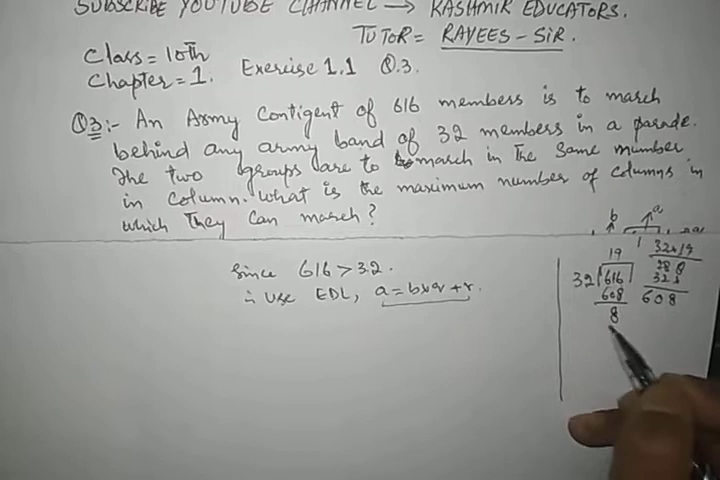 SUBSCRIBE YOUTUBE CHANNEL → KASHMIR EDUCATORS.
TUTOR = RAYEES - SIR.
Class = 10th
Chapter = 1. Exercise 1.1 Q.3.
Q3:- An Army Contigent of 616 members is to march
behind any army band of 32 members in a parade.
The two groups are to march in the same number
in column. What is the maximum number of columns in
which they can march?
Since 616 > 32.
∴ Use EDL, a = b×q + r.
b a
19
32 616
608
8
32×19
288
32×
608